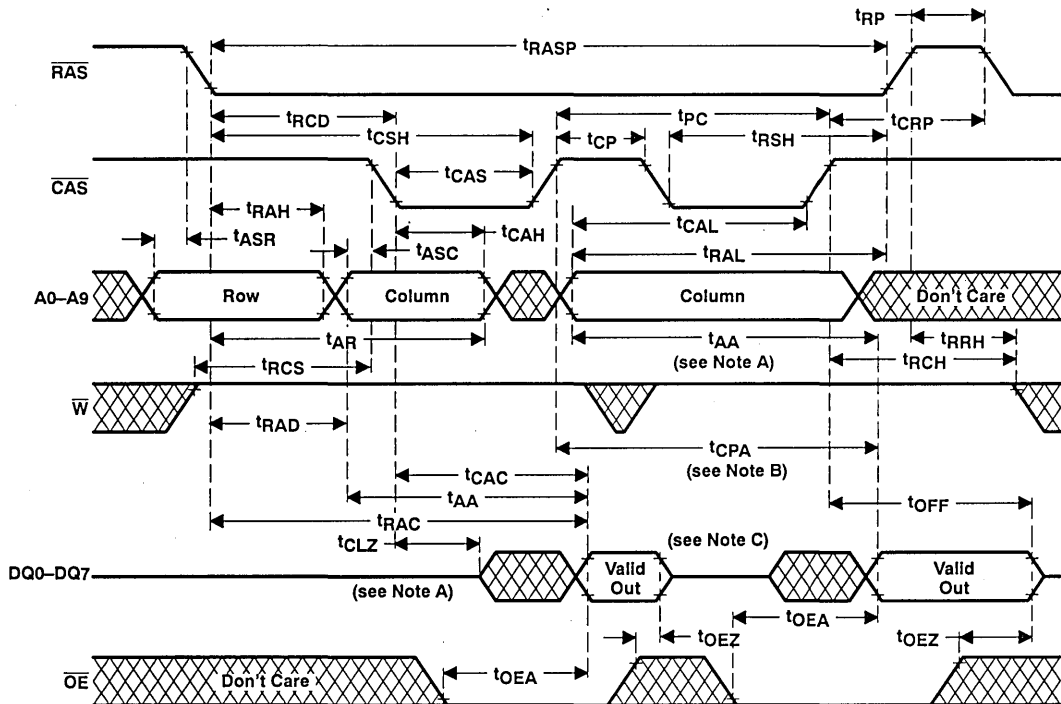 tRP
tRASP
RAS
tRCD
tPC
tCRP
tCSH
tCP
tRSH
CAS
tCAS
tRAH
tCAH
tCAL
tASR
tASC
tRAL
A0–A9
Row
Column
Column
Don't Care
tAR
tAA
tRRH
(see Note A)
tRCH
tRCS
W
tRAD
tCPA
(see Note B)
tCAC
tAA
tOFF
tRAC
tCLZ
(see Note C)
DQ0–DQ7
(see Note A)
Valid
Out
Valid
Out
tOEA
tOEZ
tOEZ
OE
Don't Care
tOEA